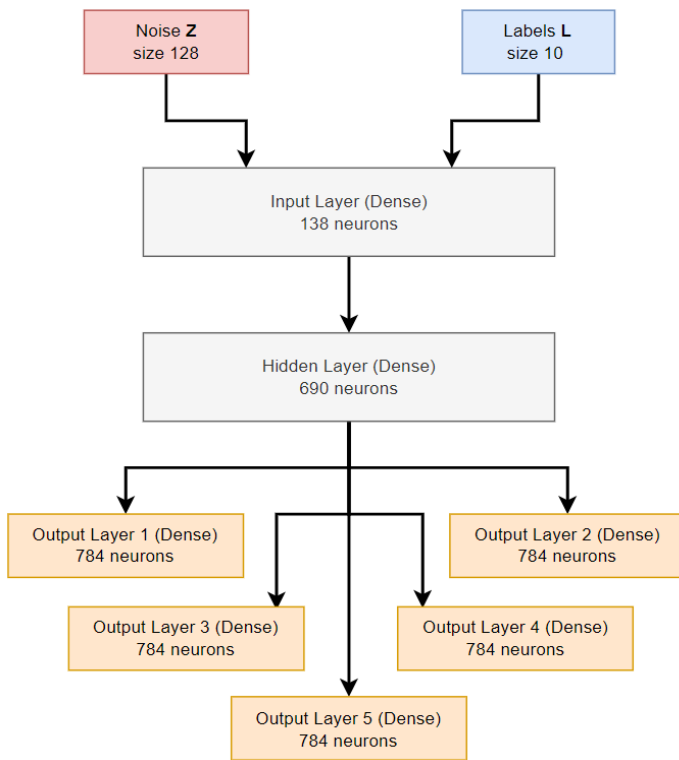 Noise Z
size 128
Labels L
size 10
Input Layer (Dense)
138 neurons
Hidden Layer (Dense)
690 neurons
Output Layer 1 (Dense)
784 neurons
Output Layer 2 (Dense)
784 neurons
Output Layer 3 (Dense)
784 neurons
Output Layer 4 (Dense)
784 neurons
Output Layer 5 (Dense)
784 neurons